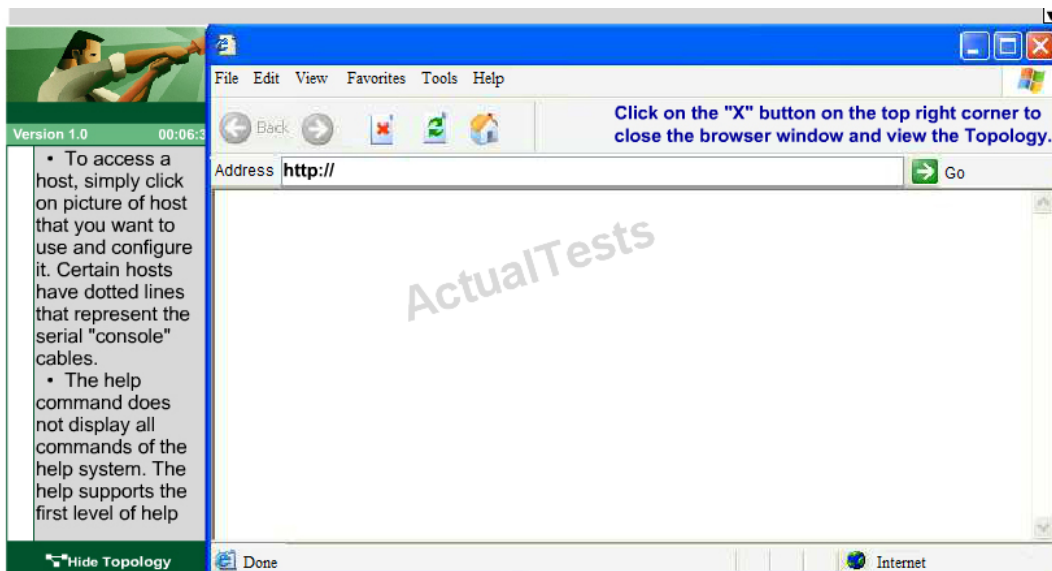 Version 1.0 00:06:3
• To access a
host, simply click
on picture of host
that you want to
use and configure
it. Certain hosts
have dotted lines
that represent the
serial "console"
cables.
• The help
command does
not display all
commands of the
help system. The
help supports the
first level of help
Hide Topology
File Edit View Favorites Tools Help
Back
Click on the "X" button on the top right corner to
close the browser window and view the Topology.
Address http:// Go
ActualTests
Done Internet